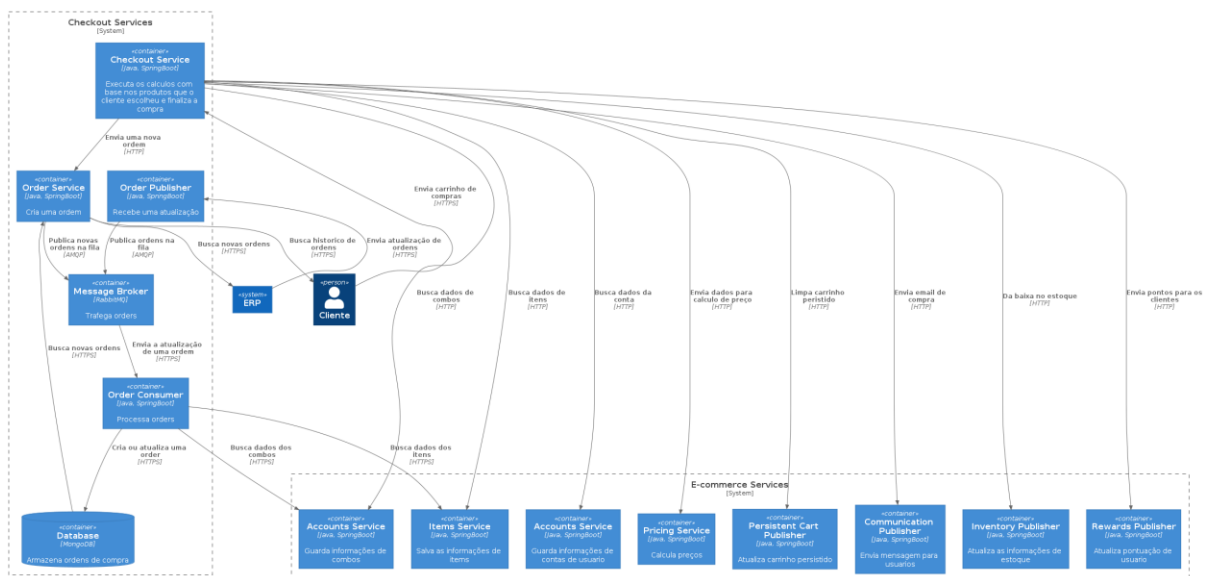 Checkout Services
[System]
«container»
Checkout Service
[Java, SpringBoot]
Executa os calculos com
base nos produtos que o
cliente escolheu e finaliza a
compra
Envia uma nova
ordem
[HTTP]
«container»
Order Service
[Java, SpringBoot]
Cria uma ordem
«container»
Order Publisher
[Java, SpringBoot]
Recebe uma atualização
Envia carrinho de
compras
[HTTPS]
Publica novas
ordens na fila
[AMQP]
Publica ordens na
fila
[AMQP]
Busca novas ordens
[HTTPS]
Busca historico de
ordens
[HTTPS]
Envia atualização de
ordens
[HTTPS]
«container»
Message Broker
[RabbitMQ]
Trafega orders
«system»
ERP
«person»
Cliente
Busca dados de
combos
[HTTP]
Busca dados de
itens
[HTTP]
Busca dados da
conta
[HTTP]
Envia dados para
calculo de preço
[HTTP]
Limpa carrinho
peristido
[HTTP]
Envia email de
compra
[HTTP]
Da baixa no estoque
[HTTP]
Envia pontos para os
clientes
[HTTP]
Busca novas ordens
[HTTPS]
Envia a atualização
de uma ordem
[HTTPS]
«container»
Order Consumer
[Java, SpringBoot]
Processa orders
Cria ou atualiza uma
order
[HTTPS]
Busca dados dos
combos
[HTTPS]
Busca dados dos
itens
[HTTPS]
«container»
Database
[MongoDB]
Armazena ordens de compra
E-commerce Services
[System]
«container»
Accounts Service
[Java, SpringBoot]
Guarda informações de
combos
«container»
Items Service
[Java, SpringBoot]
Salva as informações de
items
«container»
Accounts Service
[Java, SpringBoot]
Guarda informações de
contas de usuario
«container»
Pricing Service
[Java, SpringBoot]
Calcula preços
«container»
Persistent Cart
Publisher
[Java, SpringBoot]
Atualiza carrinho persistido
«container»
Communication
Publisher
[Java, SpringBoot]
Envia mensagem para
usuarios
«container»
Inventory Publisher
[Java, SpringBoot]
Atualiza as informações de
estoque
«container»
Rewards Publisher
[Java, SpringBoot]
Atualiza pontuação de
usuario